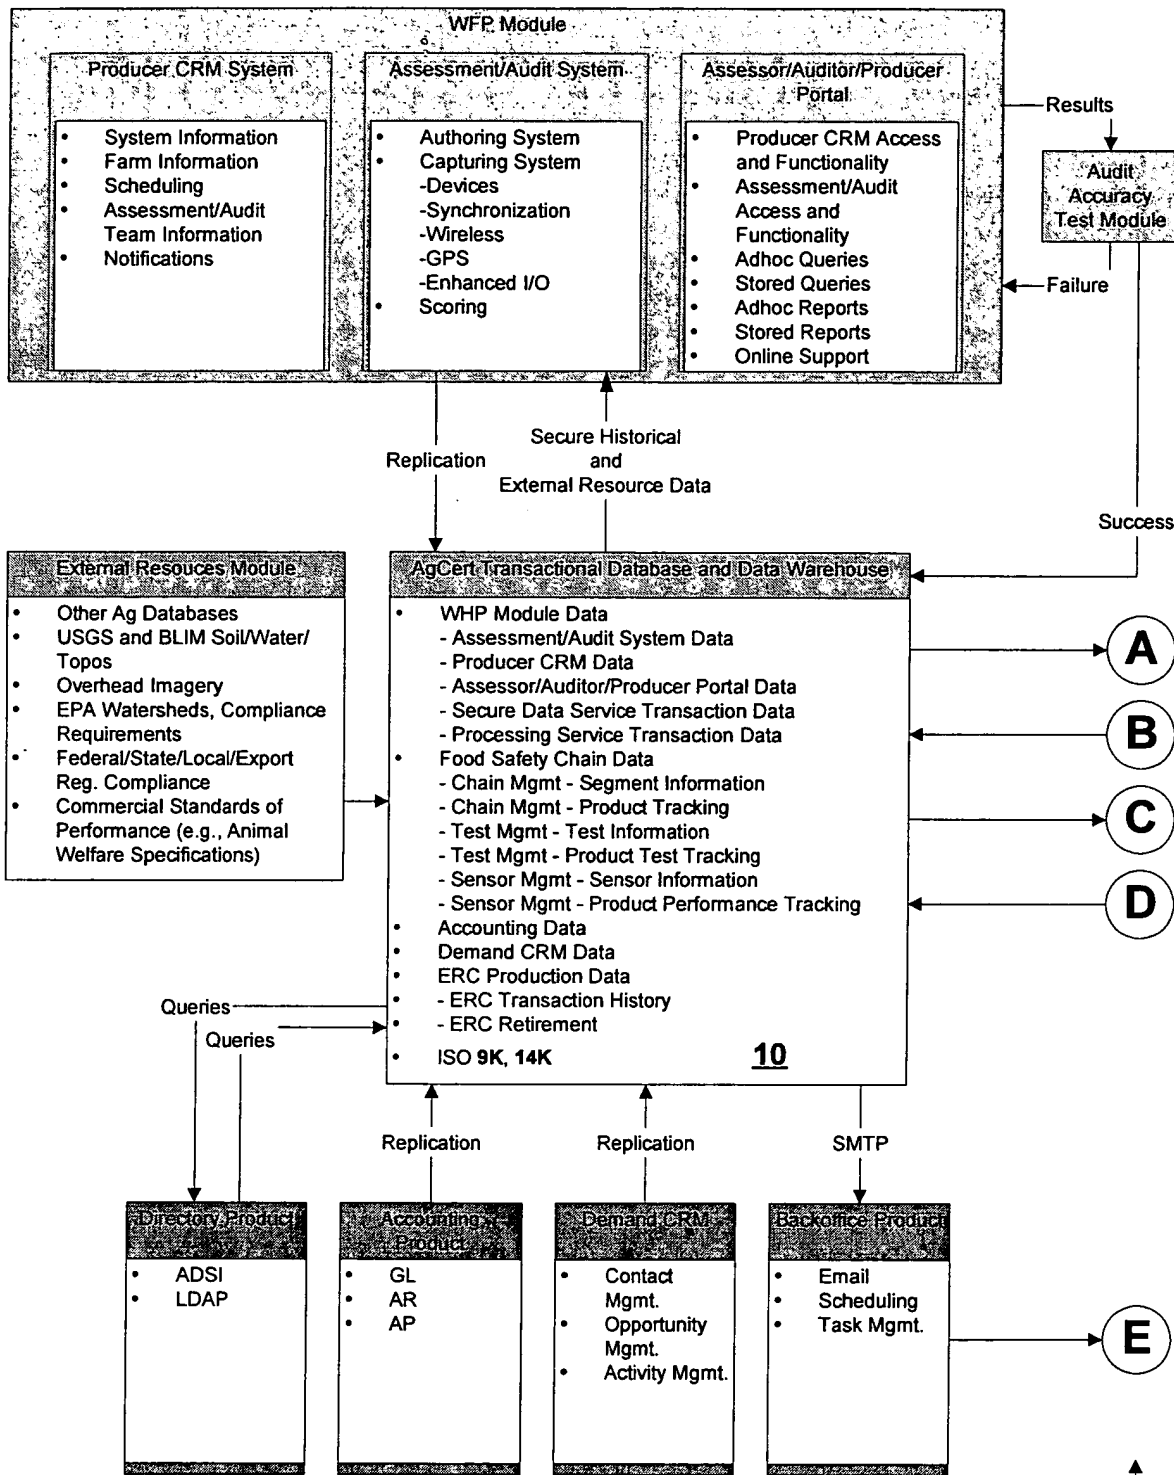 WFP Module
Producer CRM System
• System Information
• Farm Information
• Scheduling
• Assessment/Audit
Team Information
• Notifications
Assessment/Audit System
• Authoring System
• Capturing System
-Devices
-Synchronization
-Wireless
-GPS
-Enhanced I/O
• Scoring
Assessor/Auditor/Producer
Portal
• Producer CRM Access
and Functionality
• Assessment/Audit
Access and
Functionality
• Adhoc Queries
• Stored Queries
• Adhoc Reports
• Stored Reports
• Online Support
Results
Audit
Accuracy
Test Module
Failure
Success
Replication
Secure Historical
and
External Resource Data
External Resouces Module
• Other Ag Databases
• USGS and BLIM Soil/Water/
Topos
• Overhead Imagery
• EPA Watersheds, Compliance
Requirements
• Federal/State/Local/Export
Reg. Compliance
• Commercial Standards of
Performance (e.g., Animal
Welfare Specifications)
AgCert Transactional Database and Data Warehouse
• WHP Module Data
- Assessment/Audit System Data
- Producer CRM Data
- Assessor/Auditor/Producer Portal Data
- Secure Data Service Transaction Data
- Processing Service Transaction Data
• Food Safety Chain Data
- Chain Mgmt - Segment Information
- Chain Mgmt - Product Tracking
- Test Mgmt - Test Information
- Test Mgmt - Product Test Tracking
- Sensor Mgmt - Sensor Information
- Sensor Mgmt - Product Performance Tracking
• Accounting Data
• Demand CRM Data
• ERC Production Data
• - ERC Transaction History
• - ERC Retirement
• ISO 9K, 14K
10
A
B
C
D
Queries
Queries
Replication
Replication
SMTP
Directory Product
• ADSI
• LDAP
Accounting
Product
• GL
• AR
• AP
Demand CRM
• Contact
Mgmt.
• Opportunity
Mgmt.
• Activity Mgmt.
Backoffice Product
• Email
• Scheduling
• Task Mgmt.
E